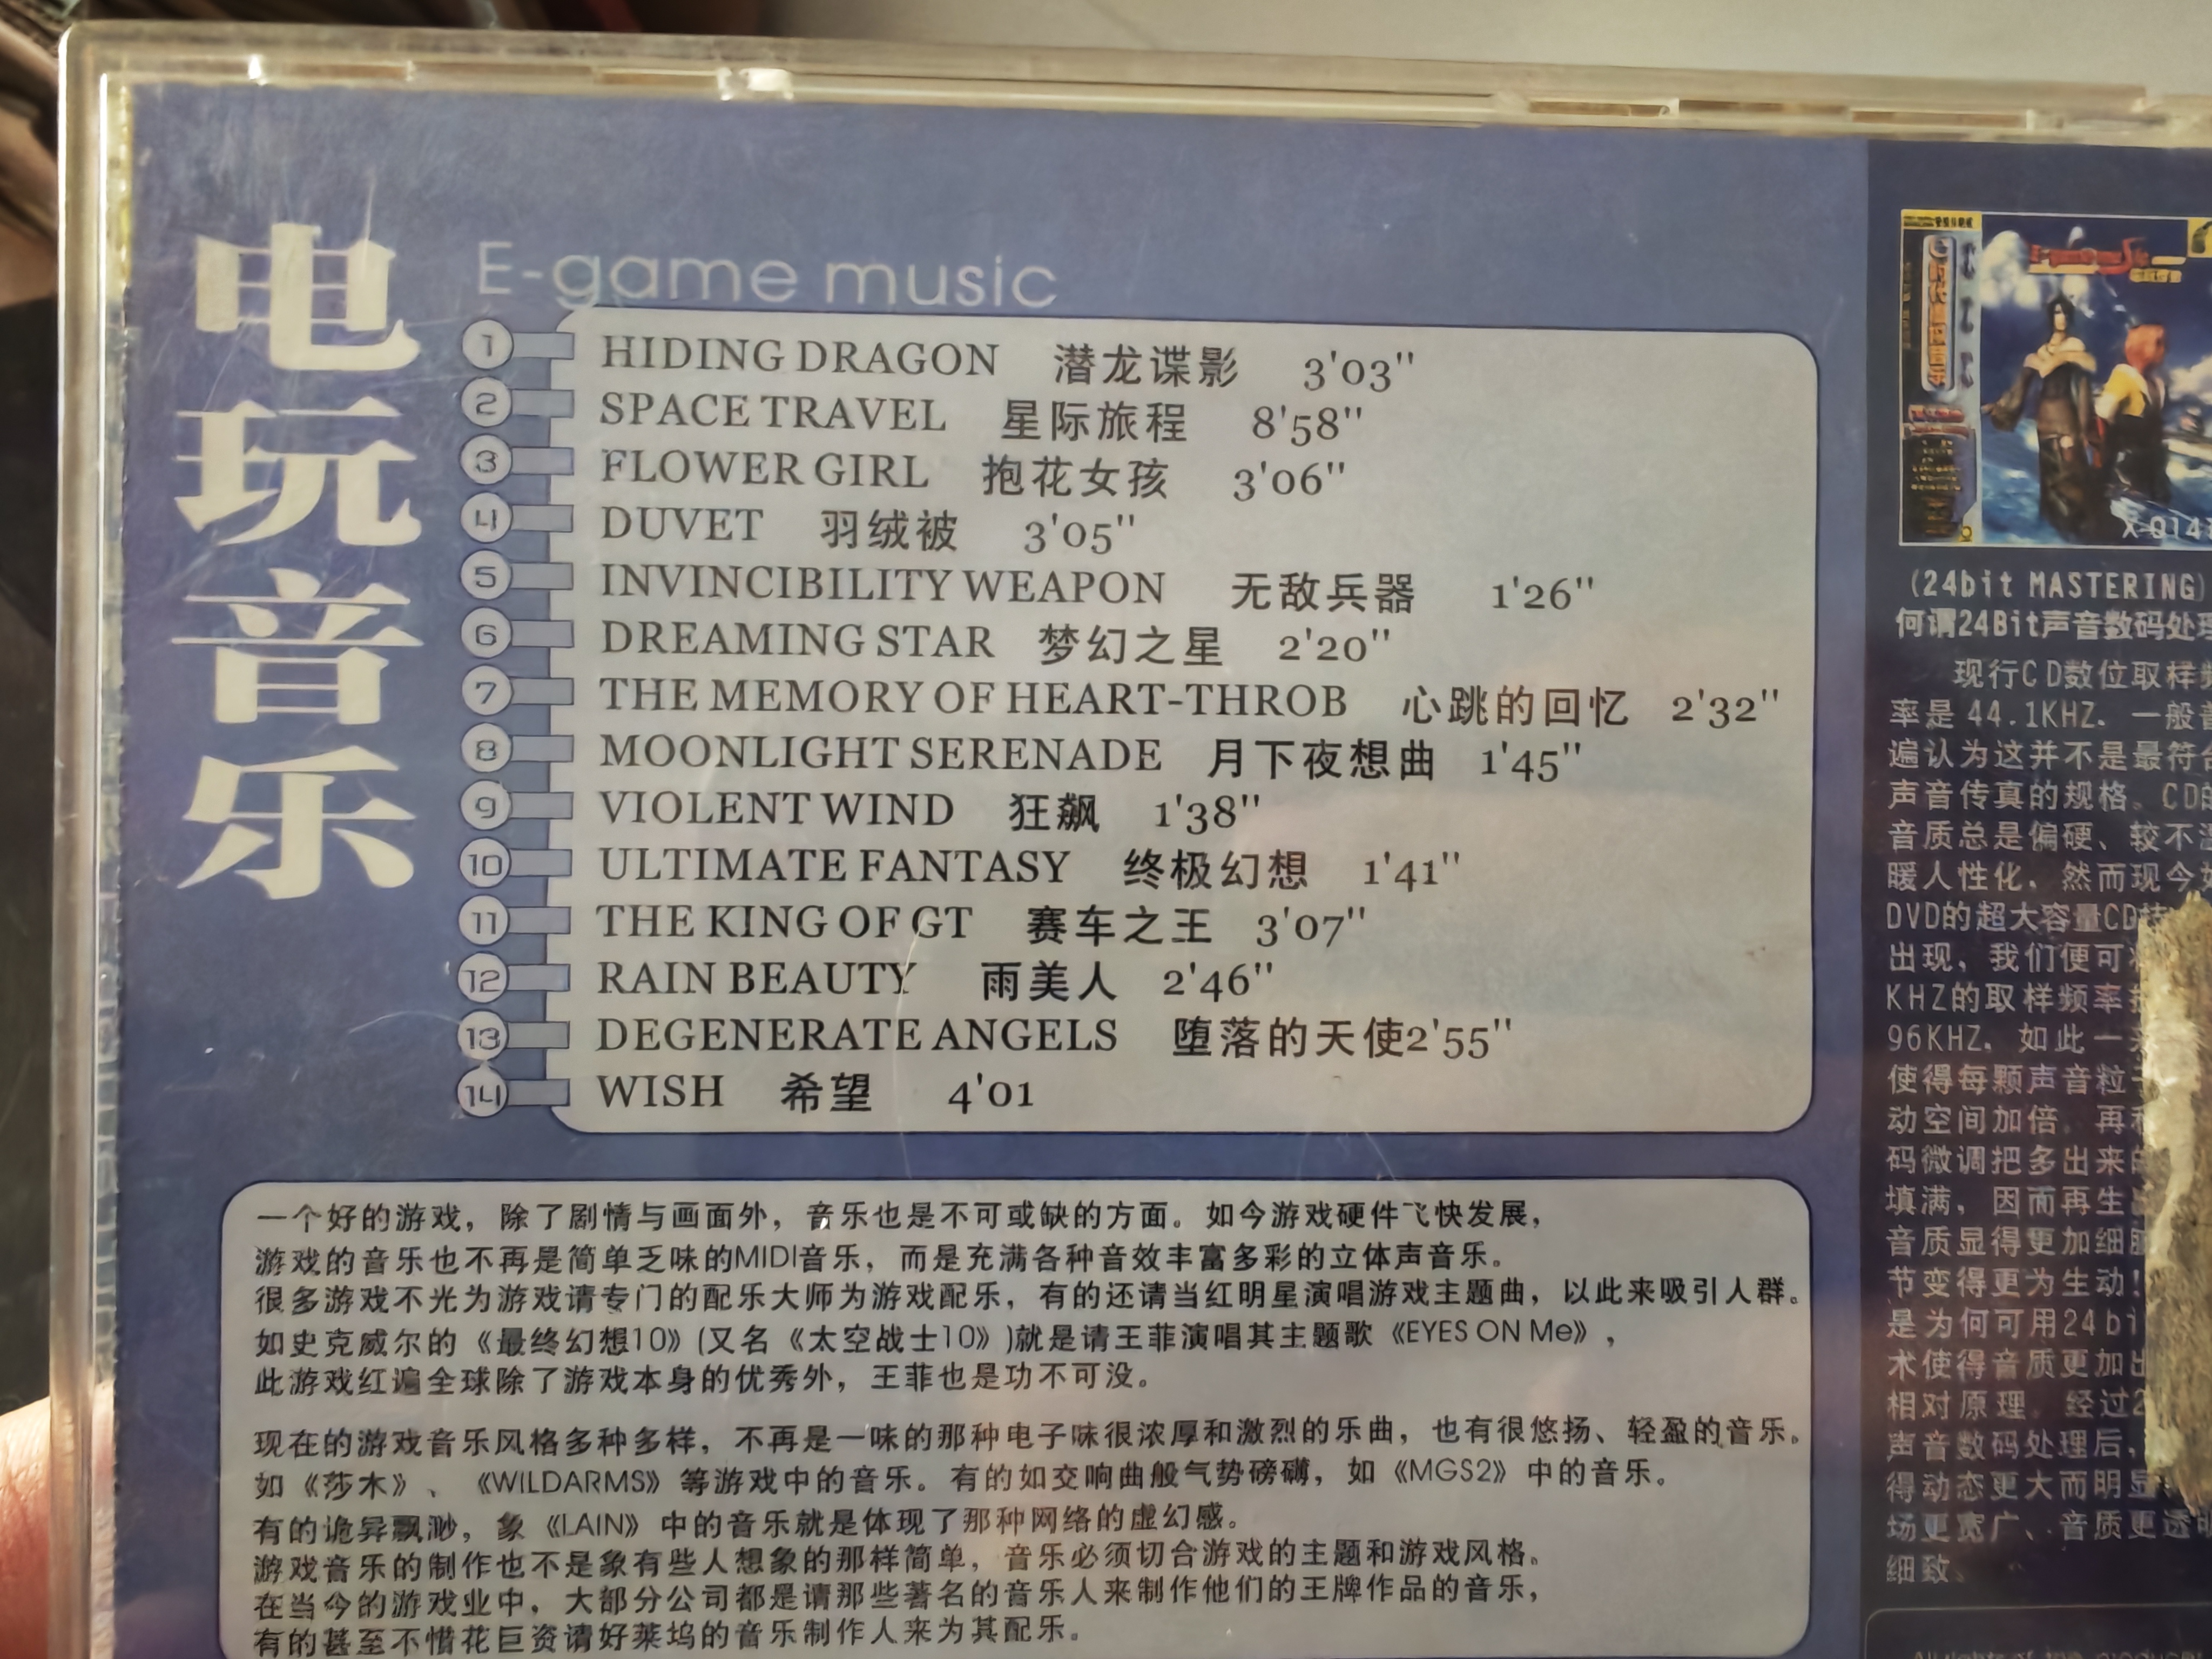 电玩音乐
E-game music
1 HIDING DRAGON 潜龙谍影 3'03''
2 SPACE TRAVEL 星际旅程 8'58''
3 FLOWER GIRL 抱花女孩 3'06''
4 DUVET 羽绒被 3'05''
5 INVINCIBILITY WEAPON 无敌兵器 1'26''
6 DREAMING STAR 梦幻之星 2'20''
7 THE MEMORY OF HEART-THROB 心跳的回忆 2'32''
8 MOONLIGHT SERENADE 月下夜想曲 1'45''
9 VIOLENT WIND 狂飙 1'38''
10 ULTIMATE FANTASY 终极幻想 1'41''
11 THE KING OF GT 赛车之王 3'07''
12 RAIN BEAUTY 雨美人 2'46''
13 DEGENERATE ANGELS 堕落的天使2'55''
14 WISH 希望 4'01
一个好的游戏，除了剧情与画面外，音乐也是不可或缺的方面。如今游戏硬件飞快发展，
游戏的音乐也不再是简单乏味的MIDI音乐，而是充满各种音效丰富多彩的立体声音乐。
很多游戏不光为游戏请专门的配乐大师为游戏配乐，有的还请当红明星演唱游戏主题曲，以此来吸引人群。
如史克威尔的《最终幻想10》(又名《太空战士10》)就是请王菲演唱其主题歌《EYES ON Me》，
此游戏红遍全球除了游戏本身的优秀外，王菲也是功不可没。
现在的游戏音乐风格多种多样，不再是一味的那种电子味很浓厚和激烈的乐曲，也有很悠扬、轻盈的音乐。
如《莎木》、《WILDARMS》等游戏中的音乐。有的如交响曲般气势磅礴，如《MGS2》中的音乐。
有的诡异飘渺，象《LAIN》中的音乐就是体现了那种网络的虚幻感。
游戏音乐的制作也不是象有些人想象的那样简单，音乐必须切合游戏的主题和游戏风格。
在当今的游戏业中，大部分公司都是请那些著名的音乐人来制作他们的王牌作品的音乐，
有的甚至不惜花巨资请好莱坞的音乐制作人来为其配乐。
(24bit MASTERING)
何谓24Bit声音数码处理
现行CD数位取样频
率是44.1KHZ．一般普
遍认为这并不是最符合
声音传真的规格。CD的
音质总是偏硬、较不温
暖人性化．然而现今如
DVD的超大容量CD
出现，我们便可
KHZ的取样频率
96KHZ．如此一来
使得每颗声音粒
动空间加倍．再
码微调把多出来的
填满，因而再生
音质显得更加细腻
节变得更为生动！
是为何可用24bi
术使得音质更加
相对原理．经过2
声音数码处理后，
得动态更大而明显
场更宽广、音质更透明
细致．